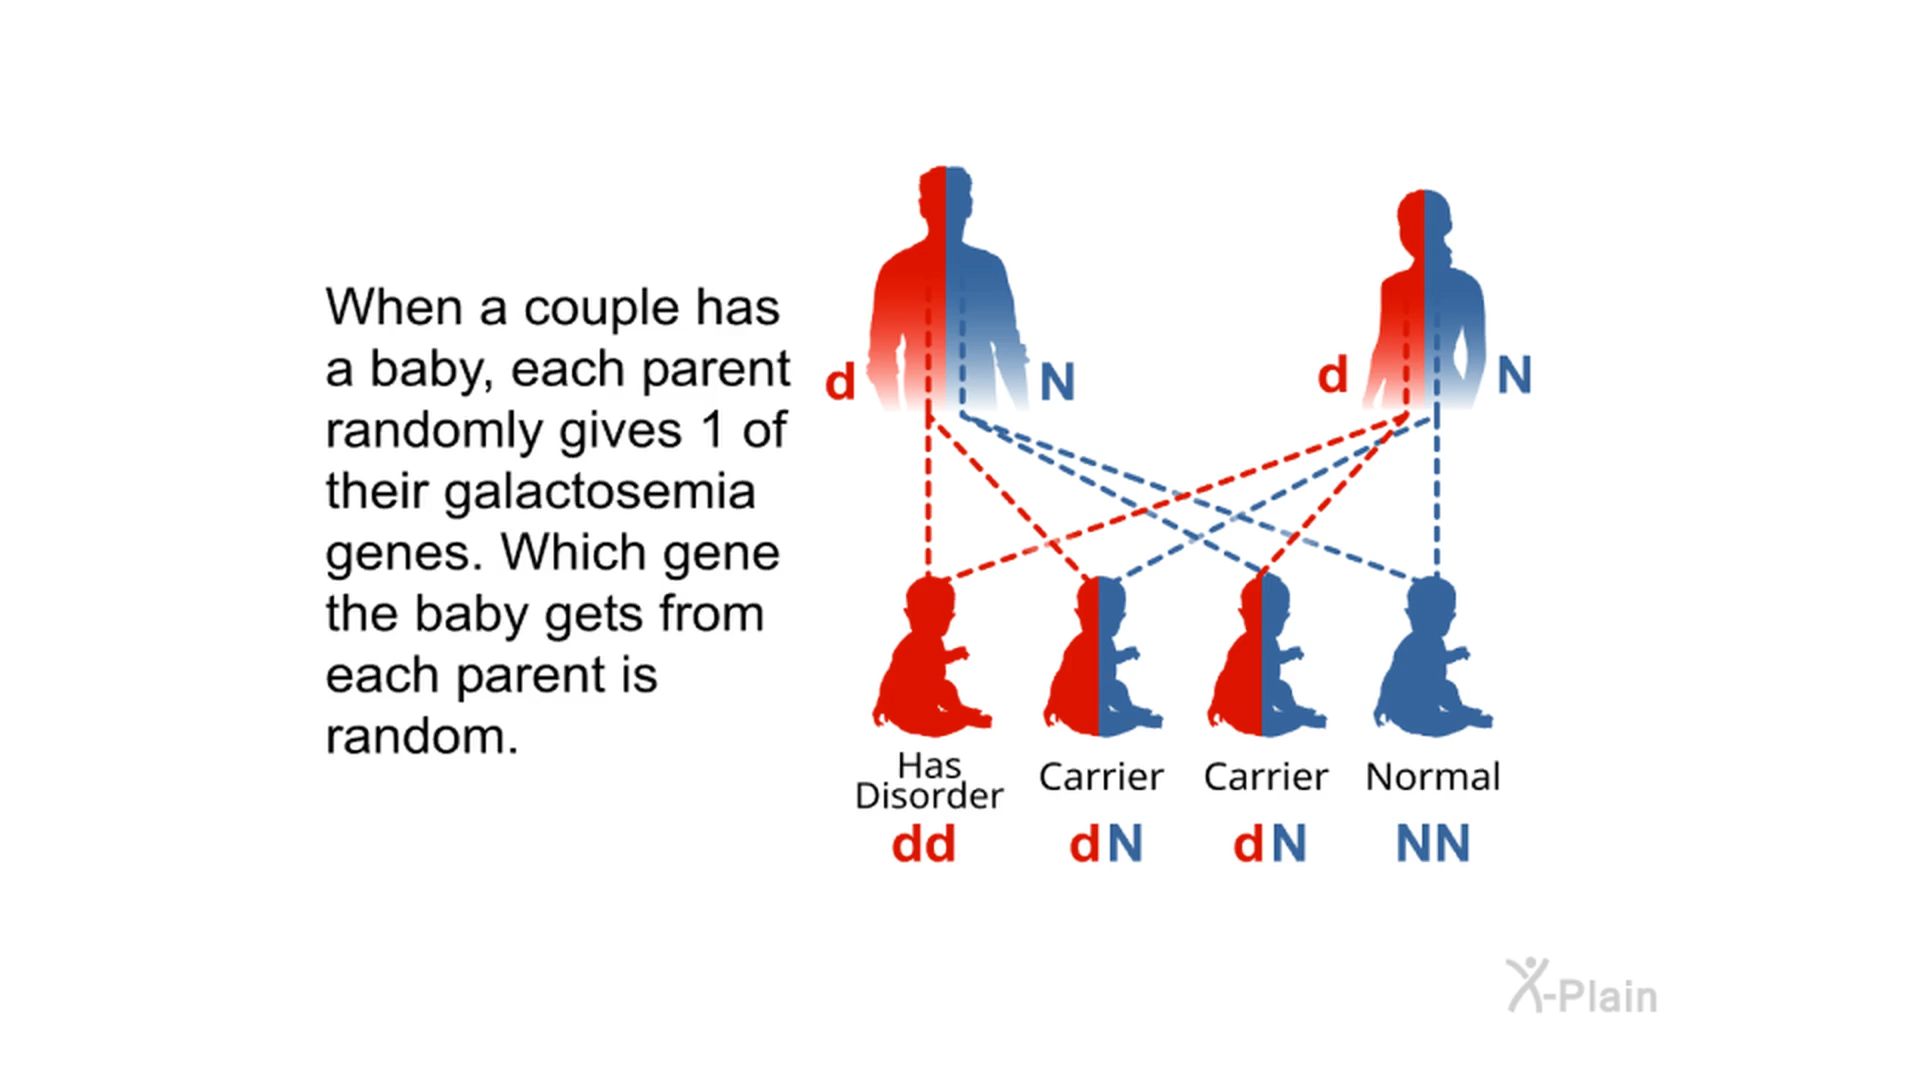 When a couple has
a baby, each parent
randomly gives 1 of
their galactosemia
genes. Which gene
the baby gets from
each parent is
random.
d N d N
Has
Disorder
Carrier Carrier Normal
dd dN dN NN
X-Plain